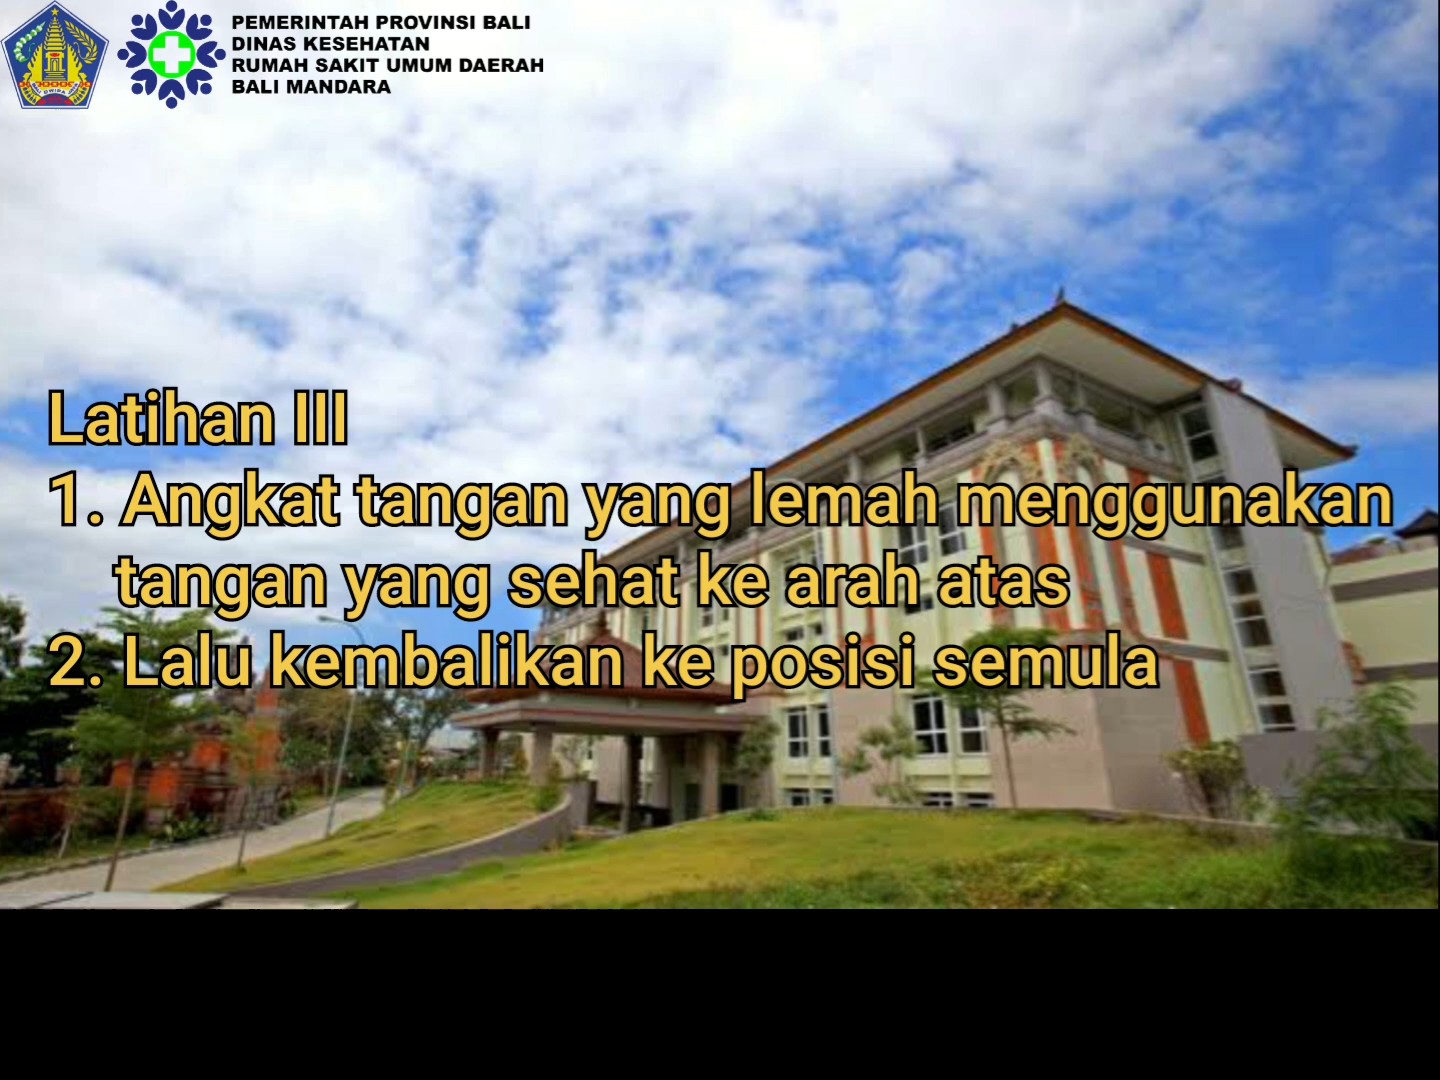 PEMERINTAH PROVINSI BALI
DINAS KESEHATAN
RUMAH SAKIT UMUM DAERAH
BALI MANDARA
Latihan III
1. Angkat tangan yang lemah menggunakan
tangan yang sehat ke arah atas
2. Lalu kembalikan ke posisi semula